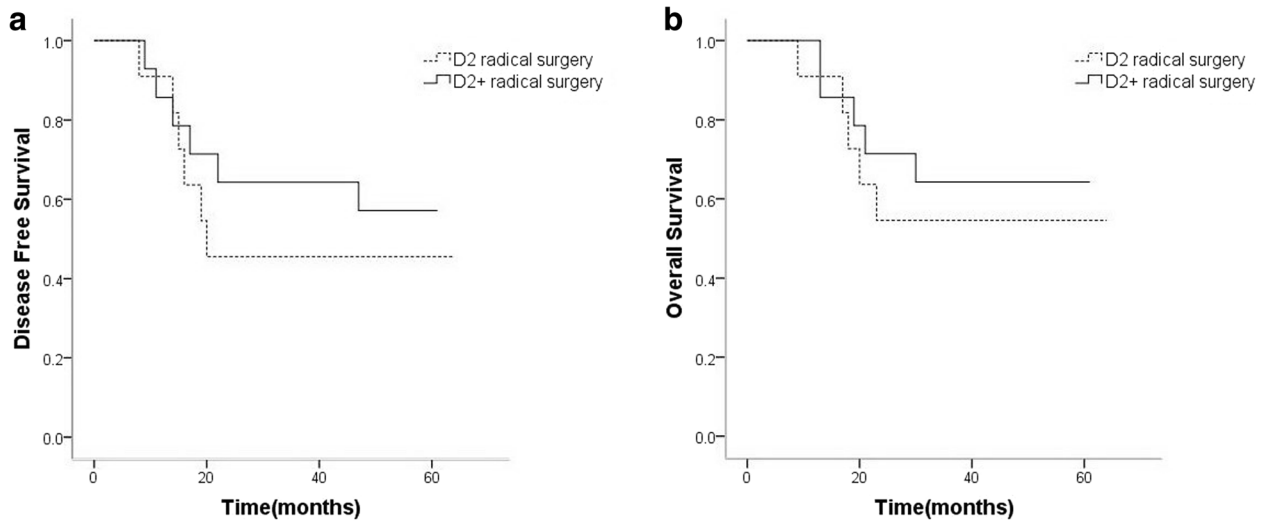 a
1.0
0.8
0.6
0.4
0.2
0.0
Disease Free Survival
D2 radical surgery
D2+ radical surgery
0 20 40 60
Time(months)
b
1.0
0.8
0.6
0.4
0.2
0.0
Overall Survival
D2 radical surgery
D2+ radical surgery
0 20 40 60
Time(months)